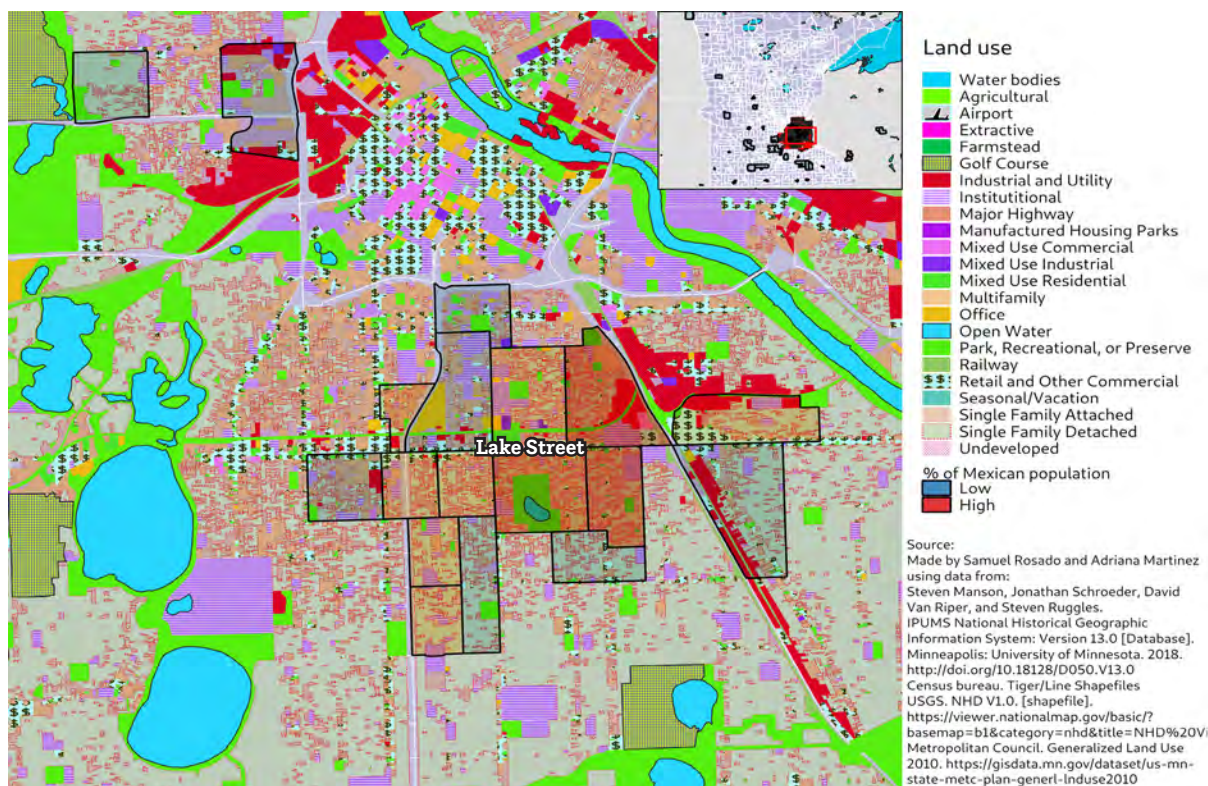 Land use
Water bodies
Agricultural
Airport
Extractive
Farmstead
Golf Course
Industrial and Utility
Institutitional
Major Highway
Manufactured Housing Parks
Mixed Use Commercial
Mixed Use Industrial
Mixed Use Residential
Multifamily
Office
Open Water
Park, Recreational, or Preserve
Railway
Retail and Other Commercial
Seasonal/Vacation
Single Family Attached
Single Family Detached
Undeveloped
% of Mexican population
Low
High
Lake Street
Source:
Made by Samuel Rosado and Adriana Martinez
using data from:
Steven Manson, Jonathan Schroeder, David
Van Riper, and Steven Ruggles.
IPUMS National Historical Geographic
Information System: Version 13.0 [Database].
Minneapolis: University of Minnesota. 2018.
http://doi.org/10.18128/D050.V13.0
Census bureau. Tiger/Line Shapefiles
USGS. NHD V1.0. [shapefile].
https://viewer.nationalmap.gov/basic/?
basemap=b1&category=nhd&title=NHD%20Vi
Metropolitan Council. Generalized Land Use
2010. https://gisdata.mn.gov/dataset/us-mn-
state-metc-plan-generl-lnduse2010